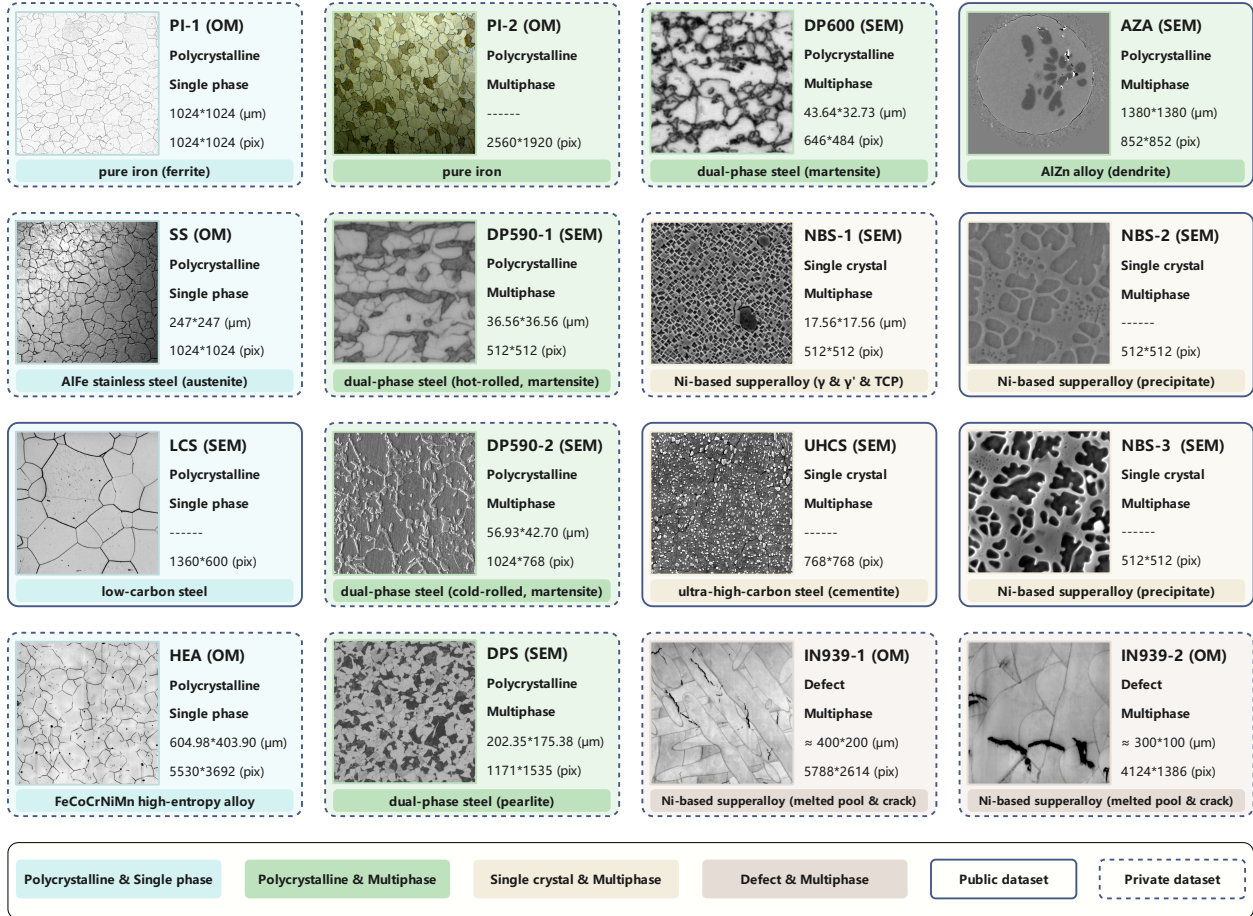 PI-1 (OM)
Polycrystalline
Single phase
1024*1024 (μm)
1024*1024 (pix)
pure iron (ferrite)
PI-2 (OM)
Polycrystalline
Multiphase
------
2560*1920 (pix)
pure iron
DP600 (SEM)
Polycrystalline
Multiphase
43.64*32.73 (μm)
646*484 (pix)
dual-phase steel (martensite)
AZA (SEM)
Polycrystalline
Multiphase
1380*1380 (μm)
852*852 (pix)
AlZn alloy (dendrite)
SS (OM)
Polycrystalline
Single phase
247*247 (μm)
1024*1024 (pix)
AlFe stainless steel (austenite)
DP590-1 (SEM)
Polycrystalline
Multiphase
36.56*36.56 (μm)
512*512 (pix)
dual-phase steel (hot-rolled, martensite)
NBS-1 (SEM)
Single crystal
Multiphase
17.56*17.56 (μm)
512*512 (pix)
Ni-based supperalloy (γ & γ' & TCP)
NBS-2 (SEM)
Single crystal
Multiphase
------
512*512 (pix)
Ni-based supperalloy (precipitate)
LCS (SEM)
Polycrystalline
Single phase
------
1360*600 (pix)
low-carbon steel
DP590-2 (SEM)
Polycrystalline
Multiphase
56.93*42.70 (μm)
1024*768 (pix)
dual-phase steel (cold-rolled, martensite)
UHCS (SEM)
Single crystal
Multiphase
------
768*768 (pix)
ultra-high-carbon steel (cementite)
NBS-3 (SEM)
Single crystal
Multiphase
------
512*512 (pix)
Ni-based supperalloy (precipitate)
HEA (OM)
Polycrystalline
Single phase
604.98*403.90 (μm)
5530*3692 (pix)
FeCoCrNiMn high-entropy alloy
DPS (SEM)
Polycrystalline
Multiphase
202.35*175.38 (μm)
1171*1535 (pix)
dual-phase steel (pearlite)
IN939-1 (OM)
Defect
Multiphase
≈ 400*200 (μm)
5788*2614 (pix)
Ni-based supperalloy (melted pool & crack)
IN939-2 (OM)
Defect
Multiphase
≈ 300*100 (μm)
4124*1386 (pix)
Ni-based supperalloy (melted pool & crack)
Polycrystalline & Single phase
Polycrystalline & Multiphase
Single crystal & Multiphase
Defect & Multiphase
Public dataset
Private dataset